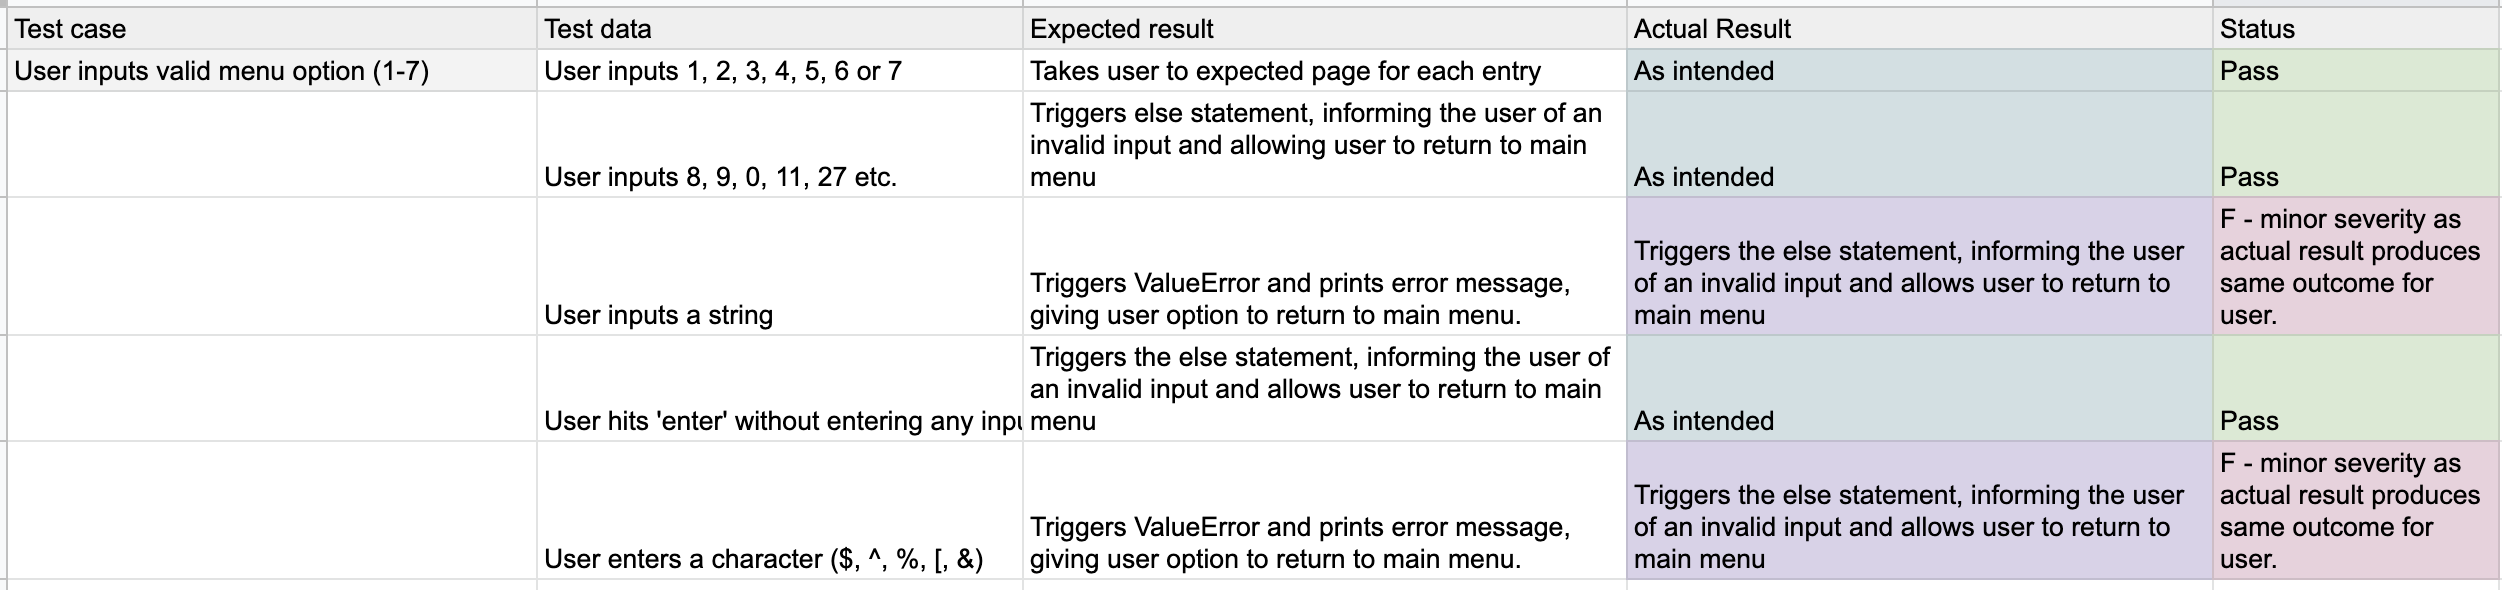 Test case
Test data
Expected result
Actual Result
Status
User inputs valid menu option (1-7)
User inputs 1, 2, 3, 4, 5, 6 or 7
Takes user to expected page for each entry
As intended
Pass
User inputs 8, 9, 0, 11, 27 etc.
Triggers else statement, informing the user of an
invalid input and allowing user to return to main
menu
As intended
Pass
User inputs a string
Triggers ValueError and prints error message,
giving user option to return to main menu.
Triggers the else statement, informing the user
of an invalid input and allows user to return to
main menu
F - minor severity as
actual result produces
same outcome for
user.
User hits 'enter' without entering any inpu
Triggers the else statement, informing the user of
an invalid input and allows user to return to main
menu
As intended
Pass
User enters a character ($, ^, %, [, &)
Triggers ValueError and prints error message,
giving user option to return to main menu.
Triggers the else statement, informing the user
of an invalid input and allows user to return to
main menu
F - minor severity as
actual result produces
same outcome for
user.